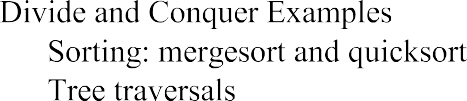 Divide and Conquer Examples
Sorting: mergesort and quicksort
Tree traversals